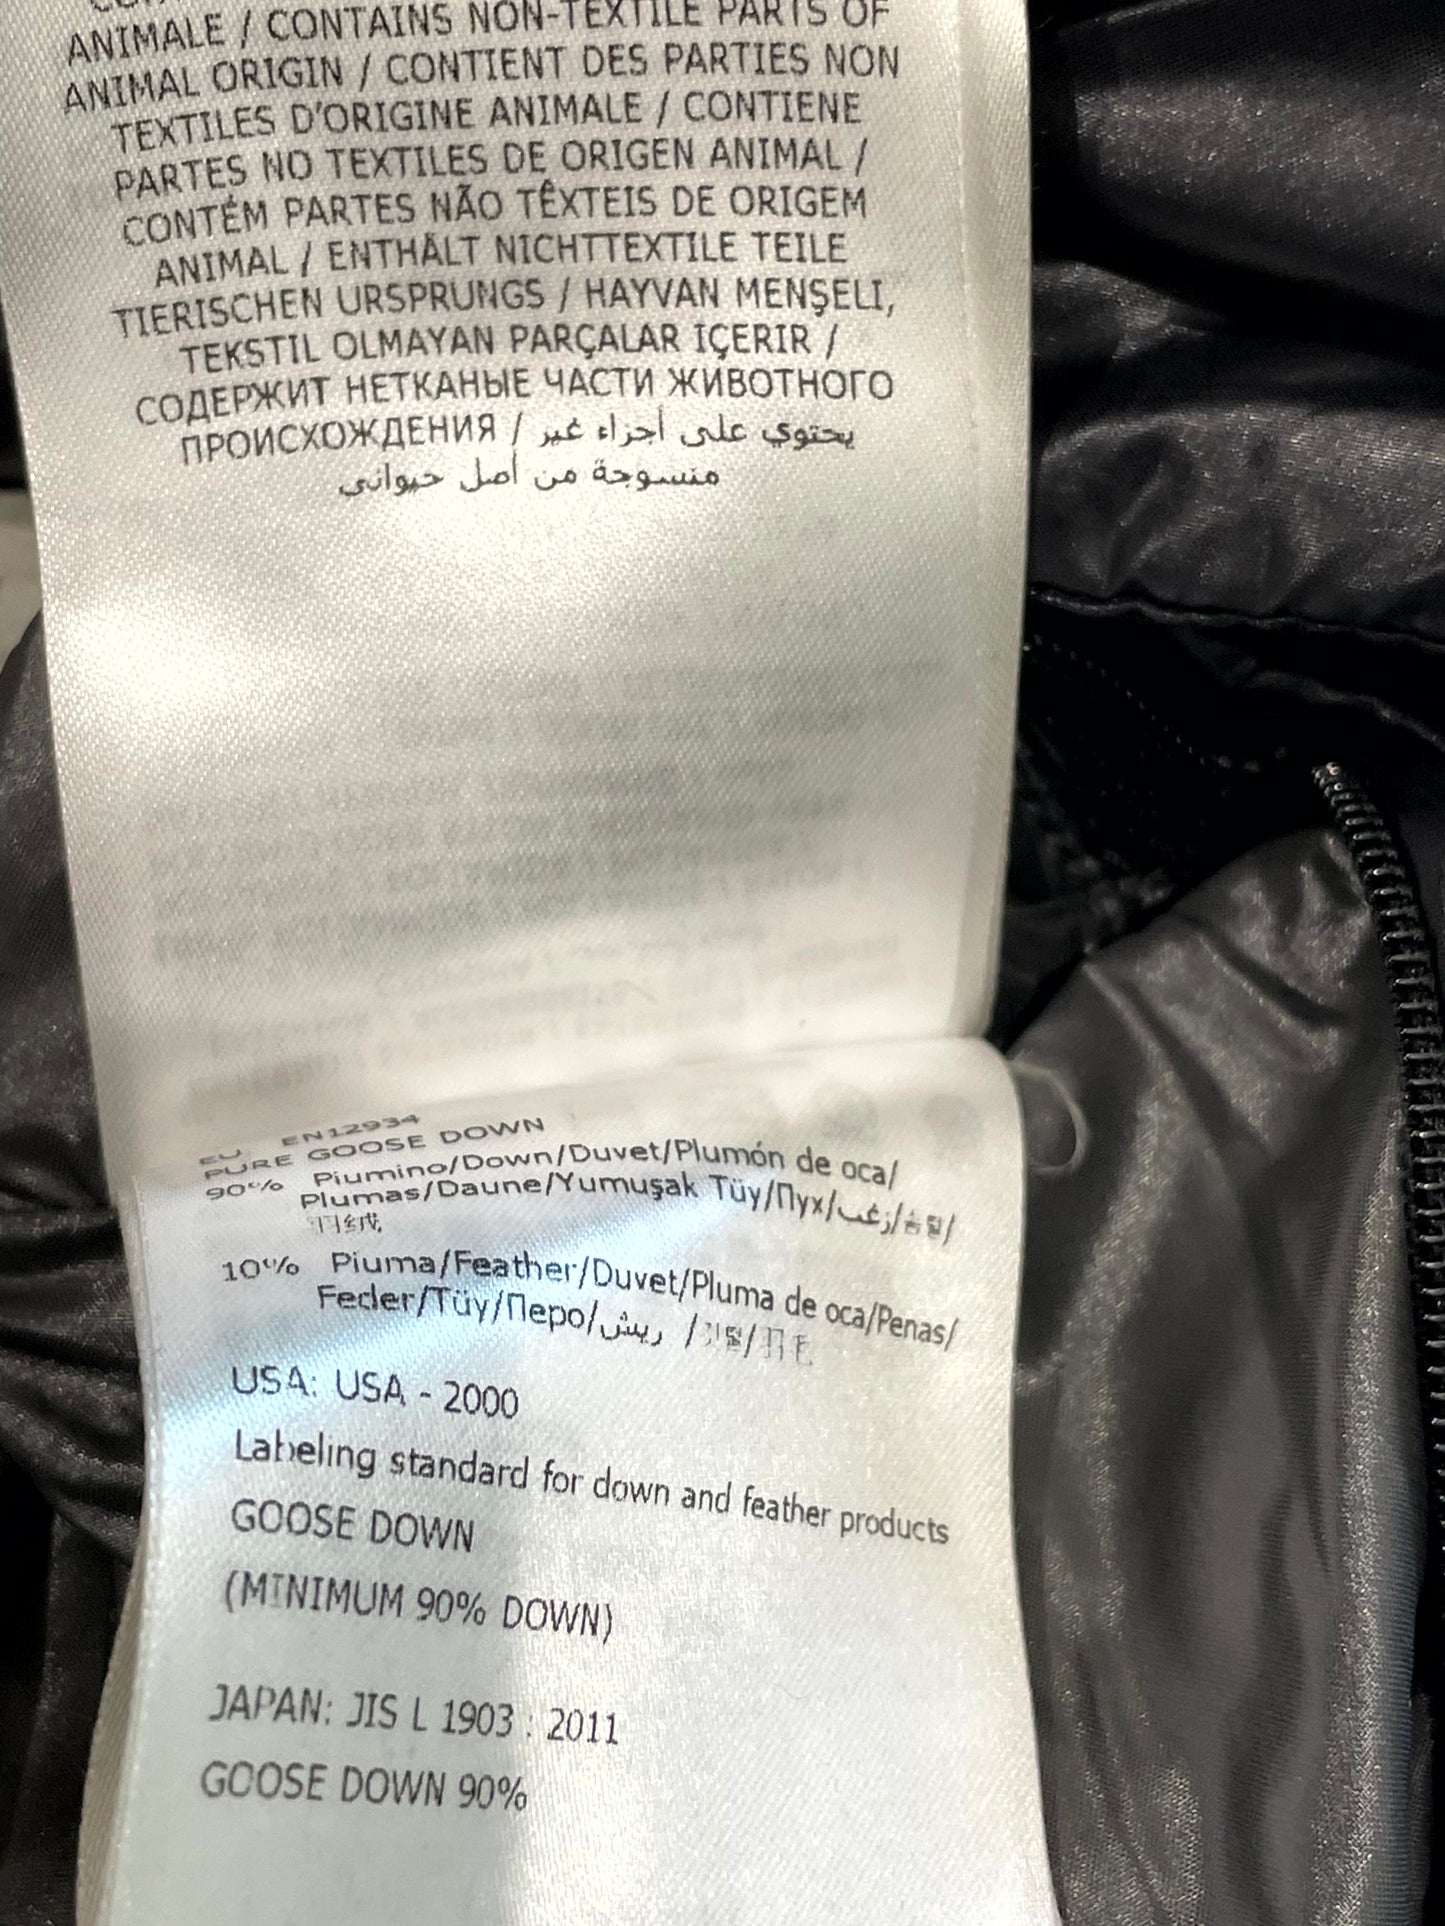 ANIMALE / CONTAINS NON-TEXTILE PARTS OF
ANIMAL ORIGIN / CONTIENT DES PARTIES NON
TEXTILES D'ORIGINE ANIMALE / CONTIENE
PARTES NO TEXTILES DE ORIGEN ANIMAL /
CONTÉM PARTES NÃO TÊXTEIS DE ORIGEM
ANIMAL / ENTHÄLT NICHTTEXTILE TEILE
TIERISCHEN URSPRUNGS / HAYVAN MENŞELI,
TEKSTIL OLMAYAN PARÇALAR IÇERIR /
СОДЕРЖИТ НЕТКАНЫЕ ЧАСТИ ЖИВОТНОГО
ПРОИСХОЖДЕНИЯ / يحتوي على أجزاء غير
منسوجة من أصل حيواني
EU EN12934
PURE GOOSE DOWN
90% Piumino/Down/Duvet/Plumón de oca/
Plumas/Daune/Yumuşak Tüy/Пух/زغب/
羽绒
10% Piuma/Feather/Duvet/Pluma de oca/Penas/
Feder/Tüy/Перо/ريش /
USA: USA - 2000
Labeling standard for down and feather products
GOOSE DOWN
(MINIMUM 90% DOWN)
JAPAN: JIS L 1903 : 2011
GOOSE DOWN 90%